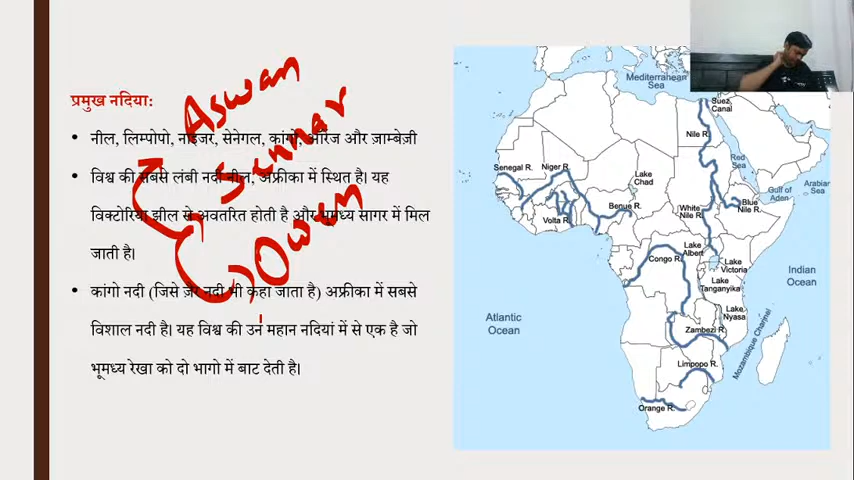 प्रमुख नदिया:
नील, लिम्पोपो, नाइजर, सेनेगल, कांगो, ऑरेंज और ज़ाम्बेज़ी
विश्व की सबसे लंबी नदी नील, अफ्रीका में स्थित है। यह
विक्टोरिया झील से अवतरित होती है और भूमध्य सागर में मिल
जाती है।
कांगो नदी (जिसे ज़ैरे नदी भी कहा जाता है) अफ्रीका में सबसे
विशाल नदी है। यह विश्व की उन महान नदियां में से एक है जो
भूमध्य रेखा को दो भागो में बाट देती है।
Aswan
Sennar
Owen
Mediterranean
Sea
Suez
Canal
Nile R.
Red
Sea
Arabian
Sea
Gulf of
Aden
Senegal R.
Niger R.
Lake
Chad
Benue R.
Volta R.
White
Nile R.
Blue
Nile R.
Lake
Albert
Congo R.
Lake
Victoria
Lake
Tanganyika
Indian
Ocean
Lake
Nyasa
Atlantic
Ocean
Zambezi R.
Mozambique Channel
Limpopo R.
Orange R.